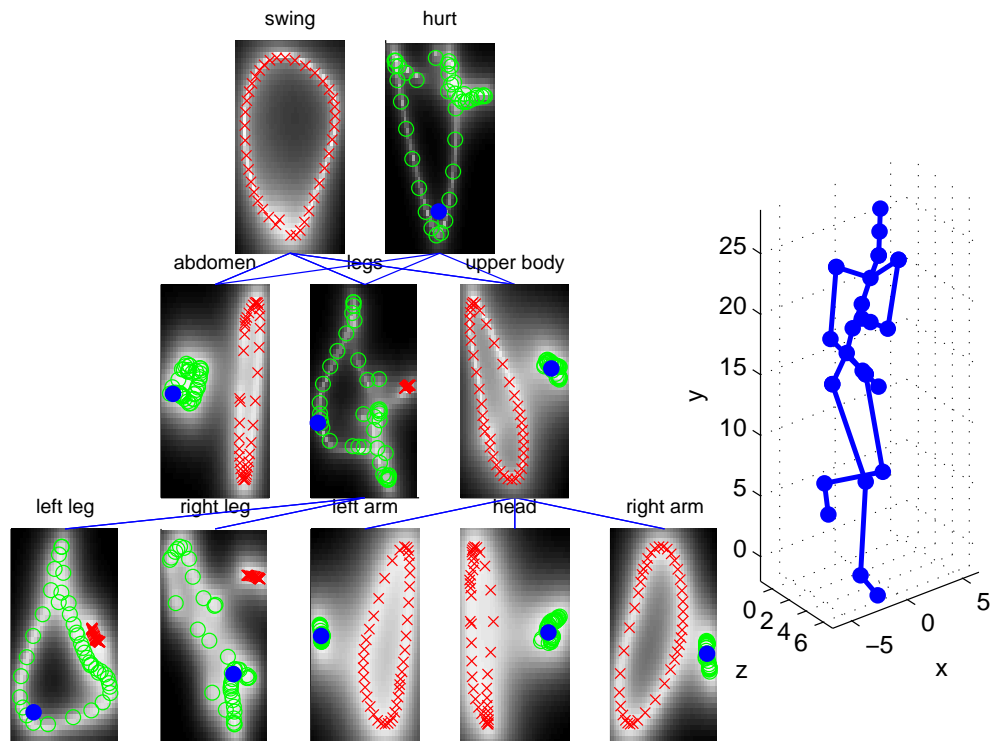 swing hurt
abdomen legs upper body
left leg right leg left arm head right arm
25
20
15
10
5
0
y
0
2
4
6
z
−5
0
5
x